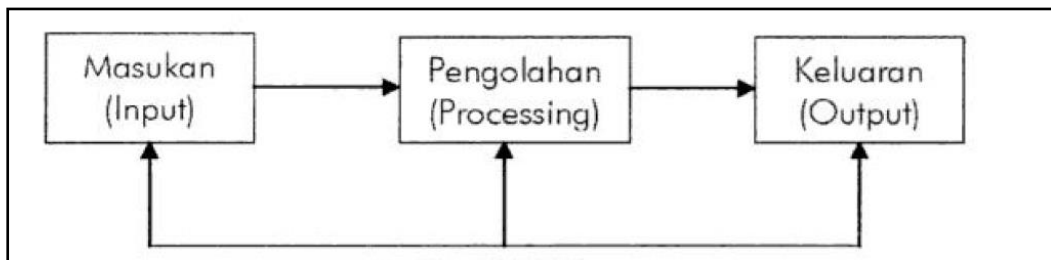 Masukan
(Input)
Pengolahan
(Processing)
Keluaran
(Output)